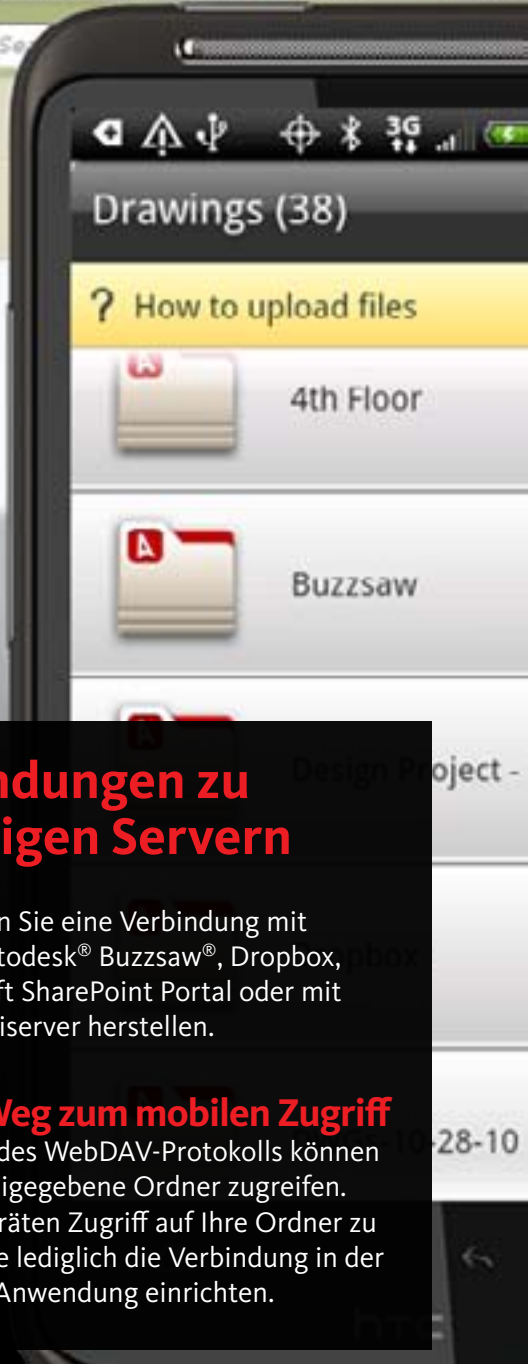 3G
Drawings (38)
? How to upload files
4th Floor
Buzzsaw
Design Project -
Dropbox
10-28-10
ndungen zu
igen Servern
n Sie eine Verbindung mit
todesk® Buzzsaw®, Dropbox,
ft SharePoint Portal oder mit
iserver herstellen.
Weg zum mobilen Zugriff
des WebDAV-Protokolls können
igegebene Ordner zugreifen.
räten Zugriff auf Ihre Ordner zu
e lediglich die Verbindung in der
Anwendung einrichten.
hTC